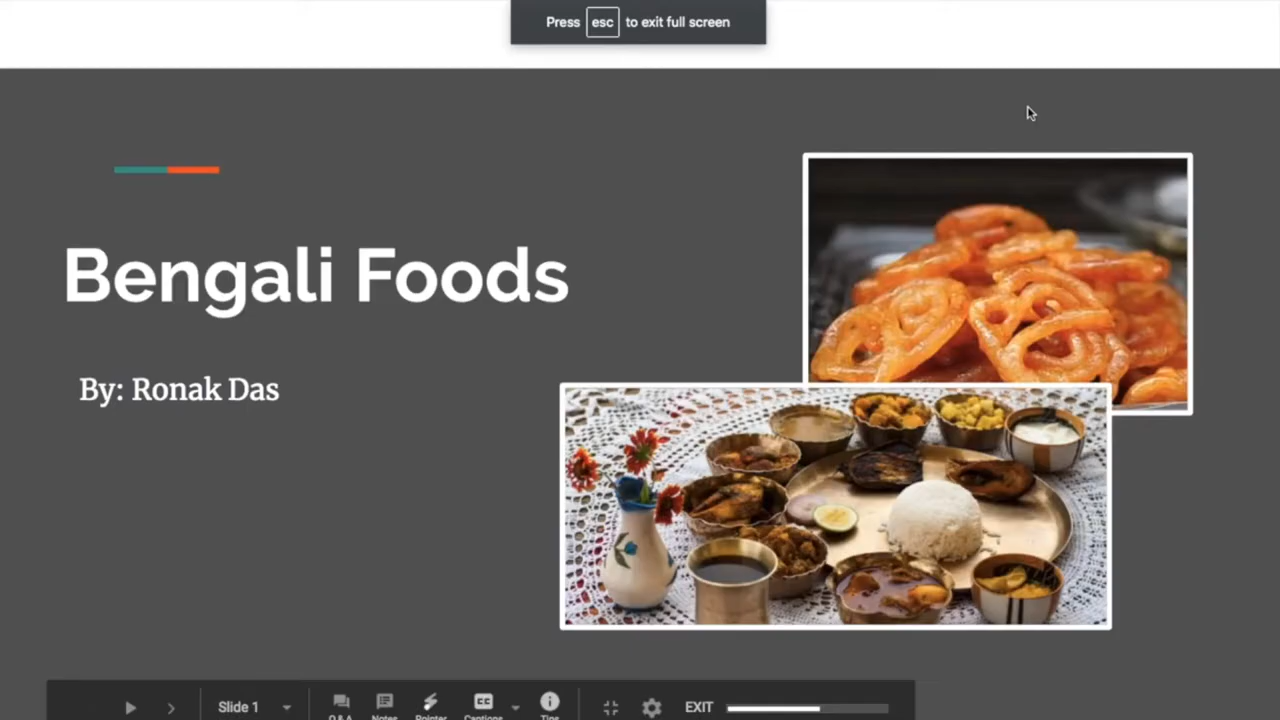 Press esc to exit full screen
Bengali Foods
By: Ronak Das
Slide 1
Q&A Notes Pointer Captions Tips
EXIT